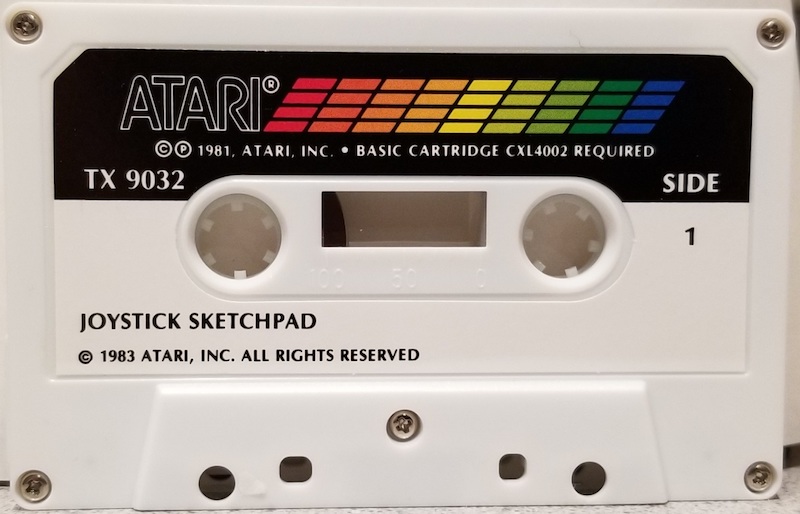 ATARI®
©℗ 1981, ATARI, INC. • BASIC CARTRIDGE CXL4002 REQUIRED
TX 9032 SIDE
1
100 50 0
JOYSTICK SKETCHPAD
© 1983 ATARI, INC. ALL RIGHTS RESERVED